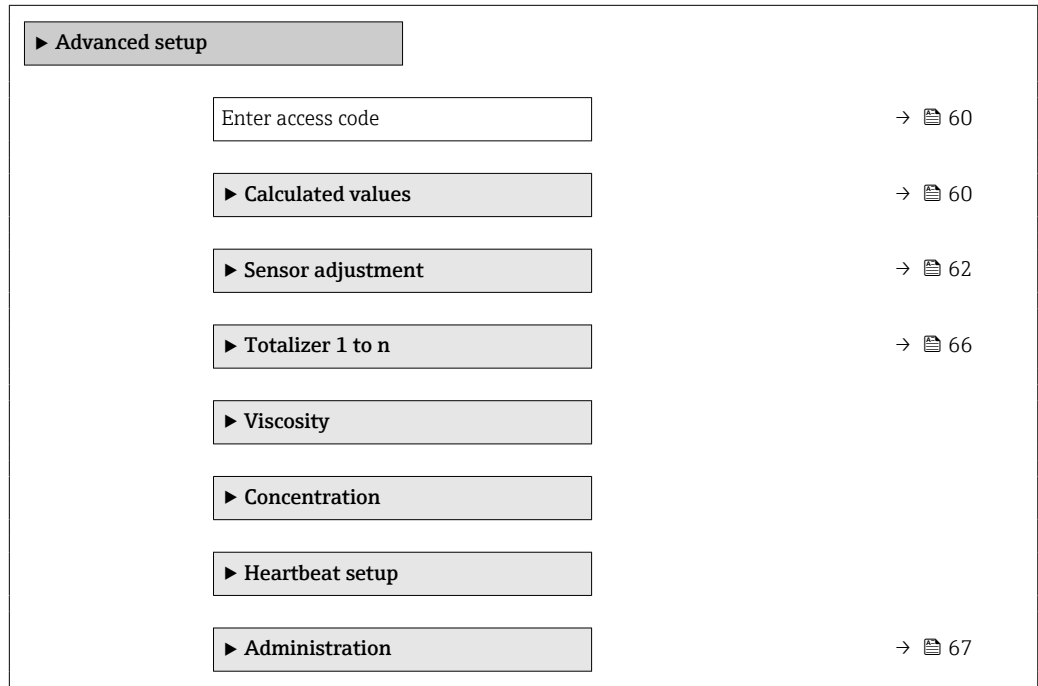 ▶ Advanced setup
Enter access code → 60
▶ Calculated values → 60
▶ Sensor adjustment → 62
▶ Totalizer 1 to n → 66
▶ Viscosity
▶ Concentration
▶ Heartbeat setup
▶ Administration → 67